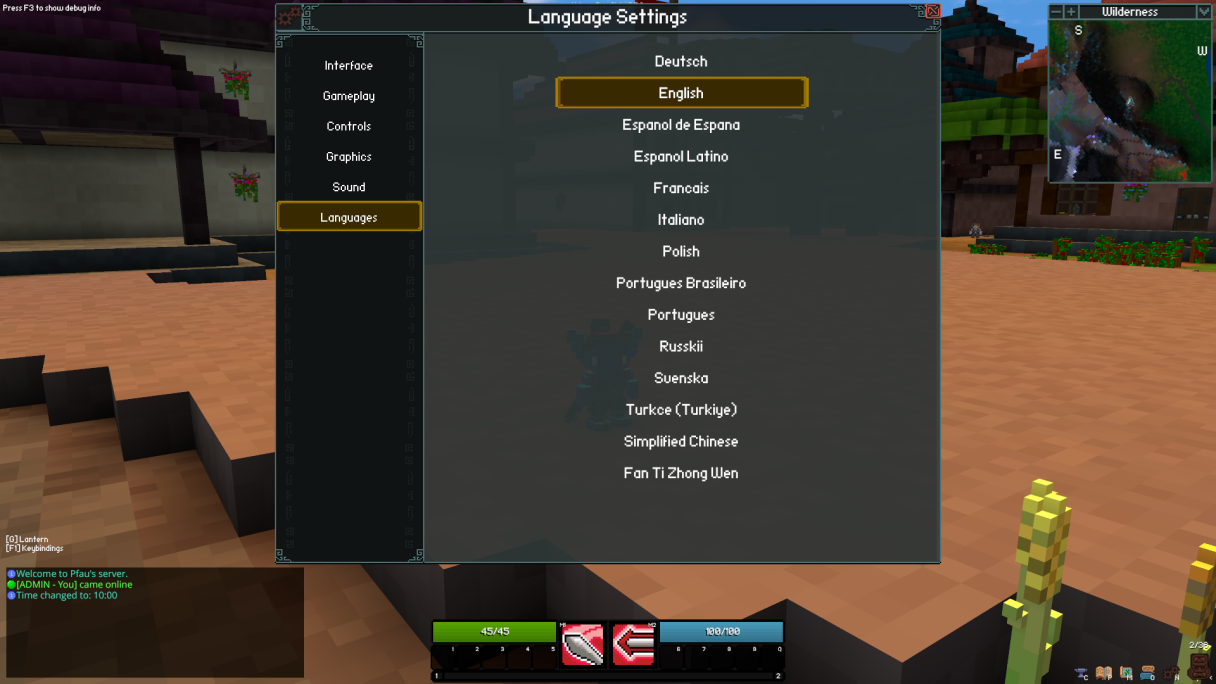 Press F3 to show debug info
Language Settings
Wilderness
S
W
E
Interface
Gameplay
Controls
Graphics
Sound
Languages
Deutsch
English
Espanol de Espana
Espanol Latino
Francais
Italiano
Polish
Portugues Brasileiro
Portugues
Russkii
Svenska
Turkce (Turkiye)
Simplified Chinese
Fan Ti Zhong Wen
[G] Lantern
[F1] Keybindings
Welcome to Pfau's server.
[ADMIN - You] came online
Time changed to: 10:00
45/45
M1
M2
100/100
1 2 3 4 5
6 7 8 9 0
1
2
C P M O N